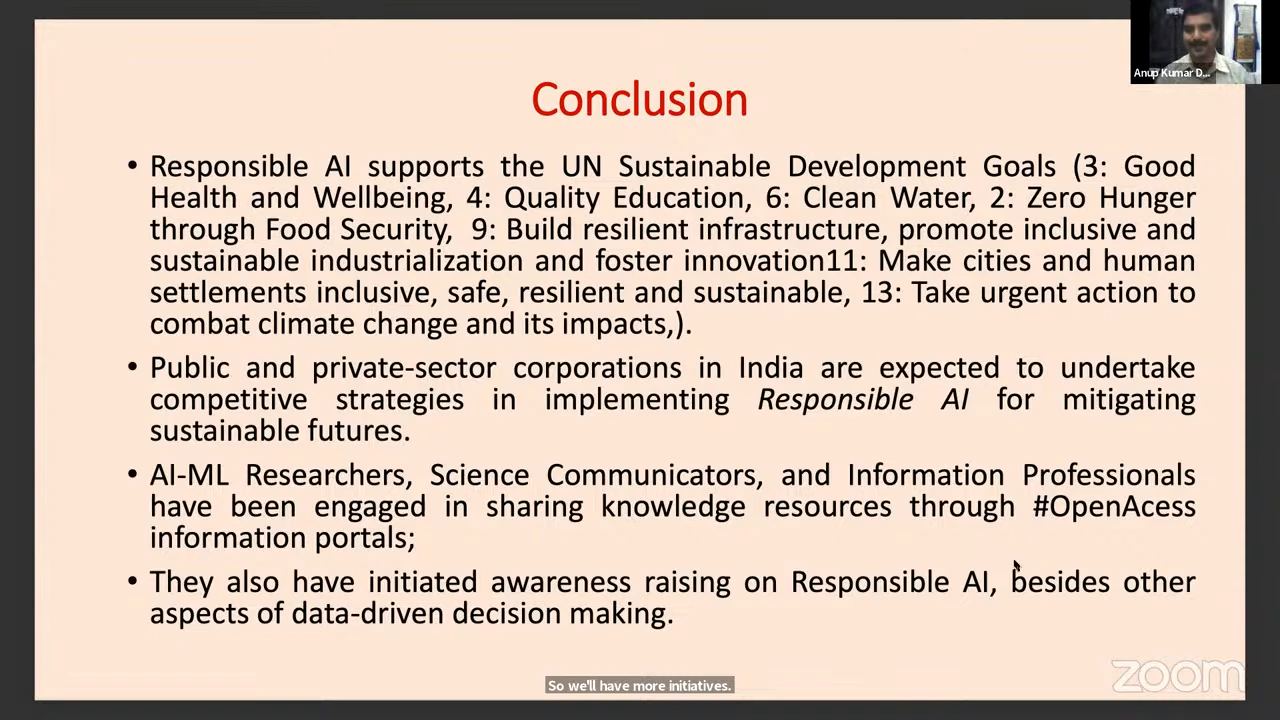 Anup Kumar D...
Conclusion
• Responsible AI supports the UN Sustainable Development Goals (3: Good
Health and Wellbeing, 4: Quality Education, 6: Clean Water, 2: Zero Hunger
through Food Security, 9: Build resilient infrastructure, promote inclusive and
sustainable industrialization and foster innovation11: Make cities and human
settlements inclusive, safe, resilient and sustainable, 13: Take urgent action to
combat climate change and its impacts,).
• Public and private-sector corporations in India are expected to undertake
competitive strategies in implementing Responsible AI for mitigating
sustainable futures.
• AI-ML Researchers, Science Communicators, and Information Professionals
have been engaged in sharing knowledge resources through #OpenAcess
information portals;
• They also have initiated awareness raising on Responsible AI, besides other
aspects of data-driven decision making.
So we'll have more initiatives.
zoom